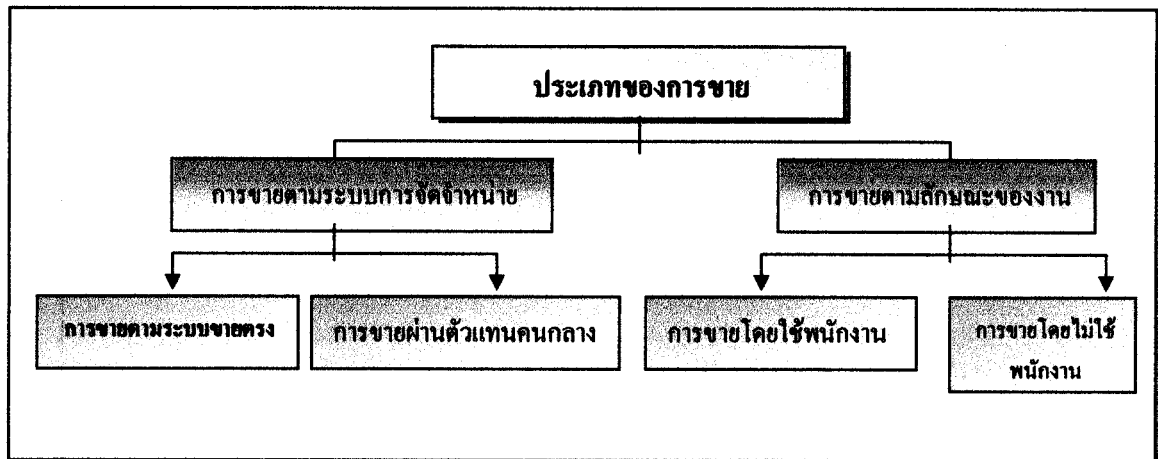 ประเภทของการขาย
การขายตามระบบการจัดจำหน่าย
การขายตามลักษณะของงาน
การขายตามระบบขายตรง
การขายผ่านตัวแทนคนกลาง
การขายโดยใช้พนักงาน
การขายโดยไม่ใช้
พนักงาน